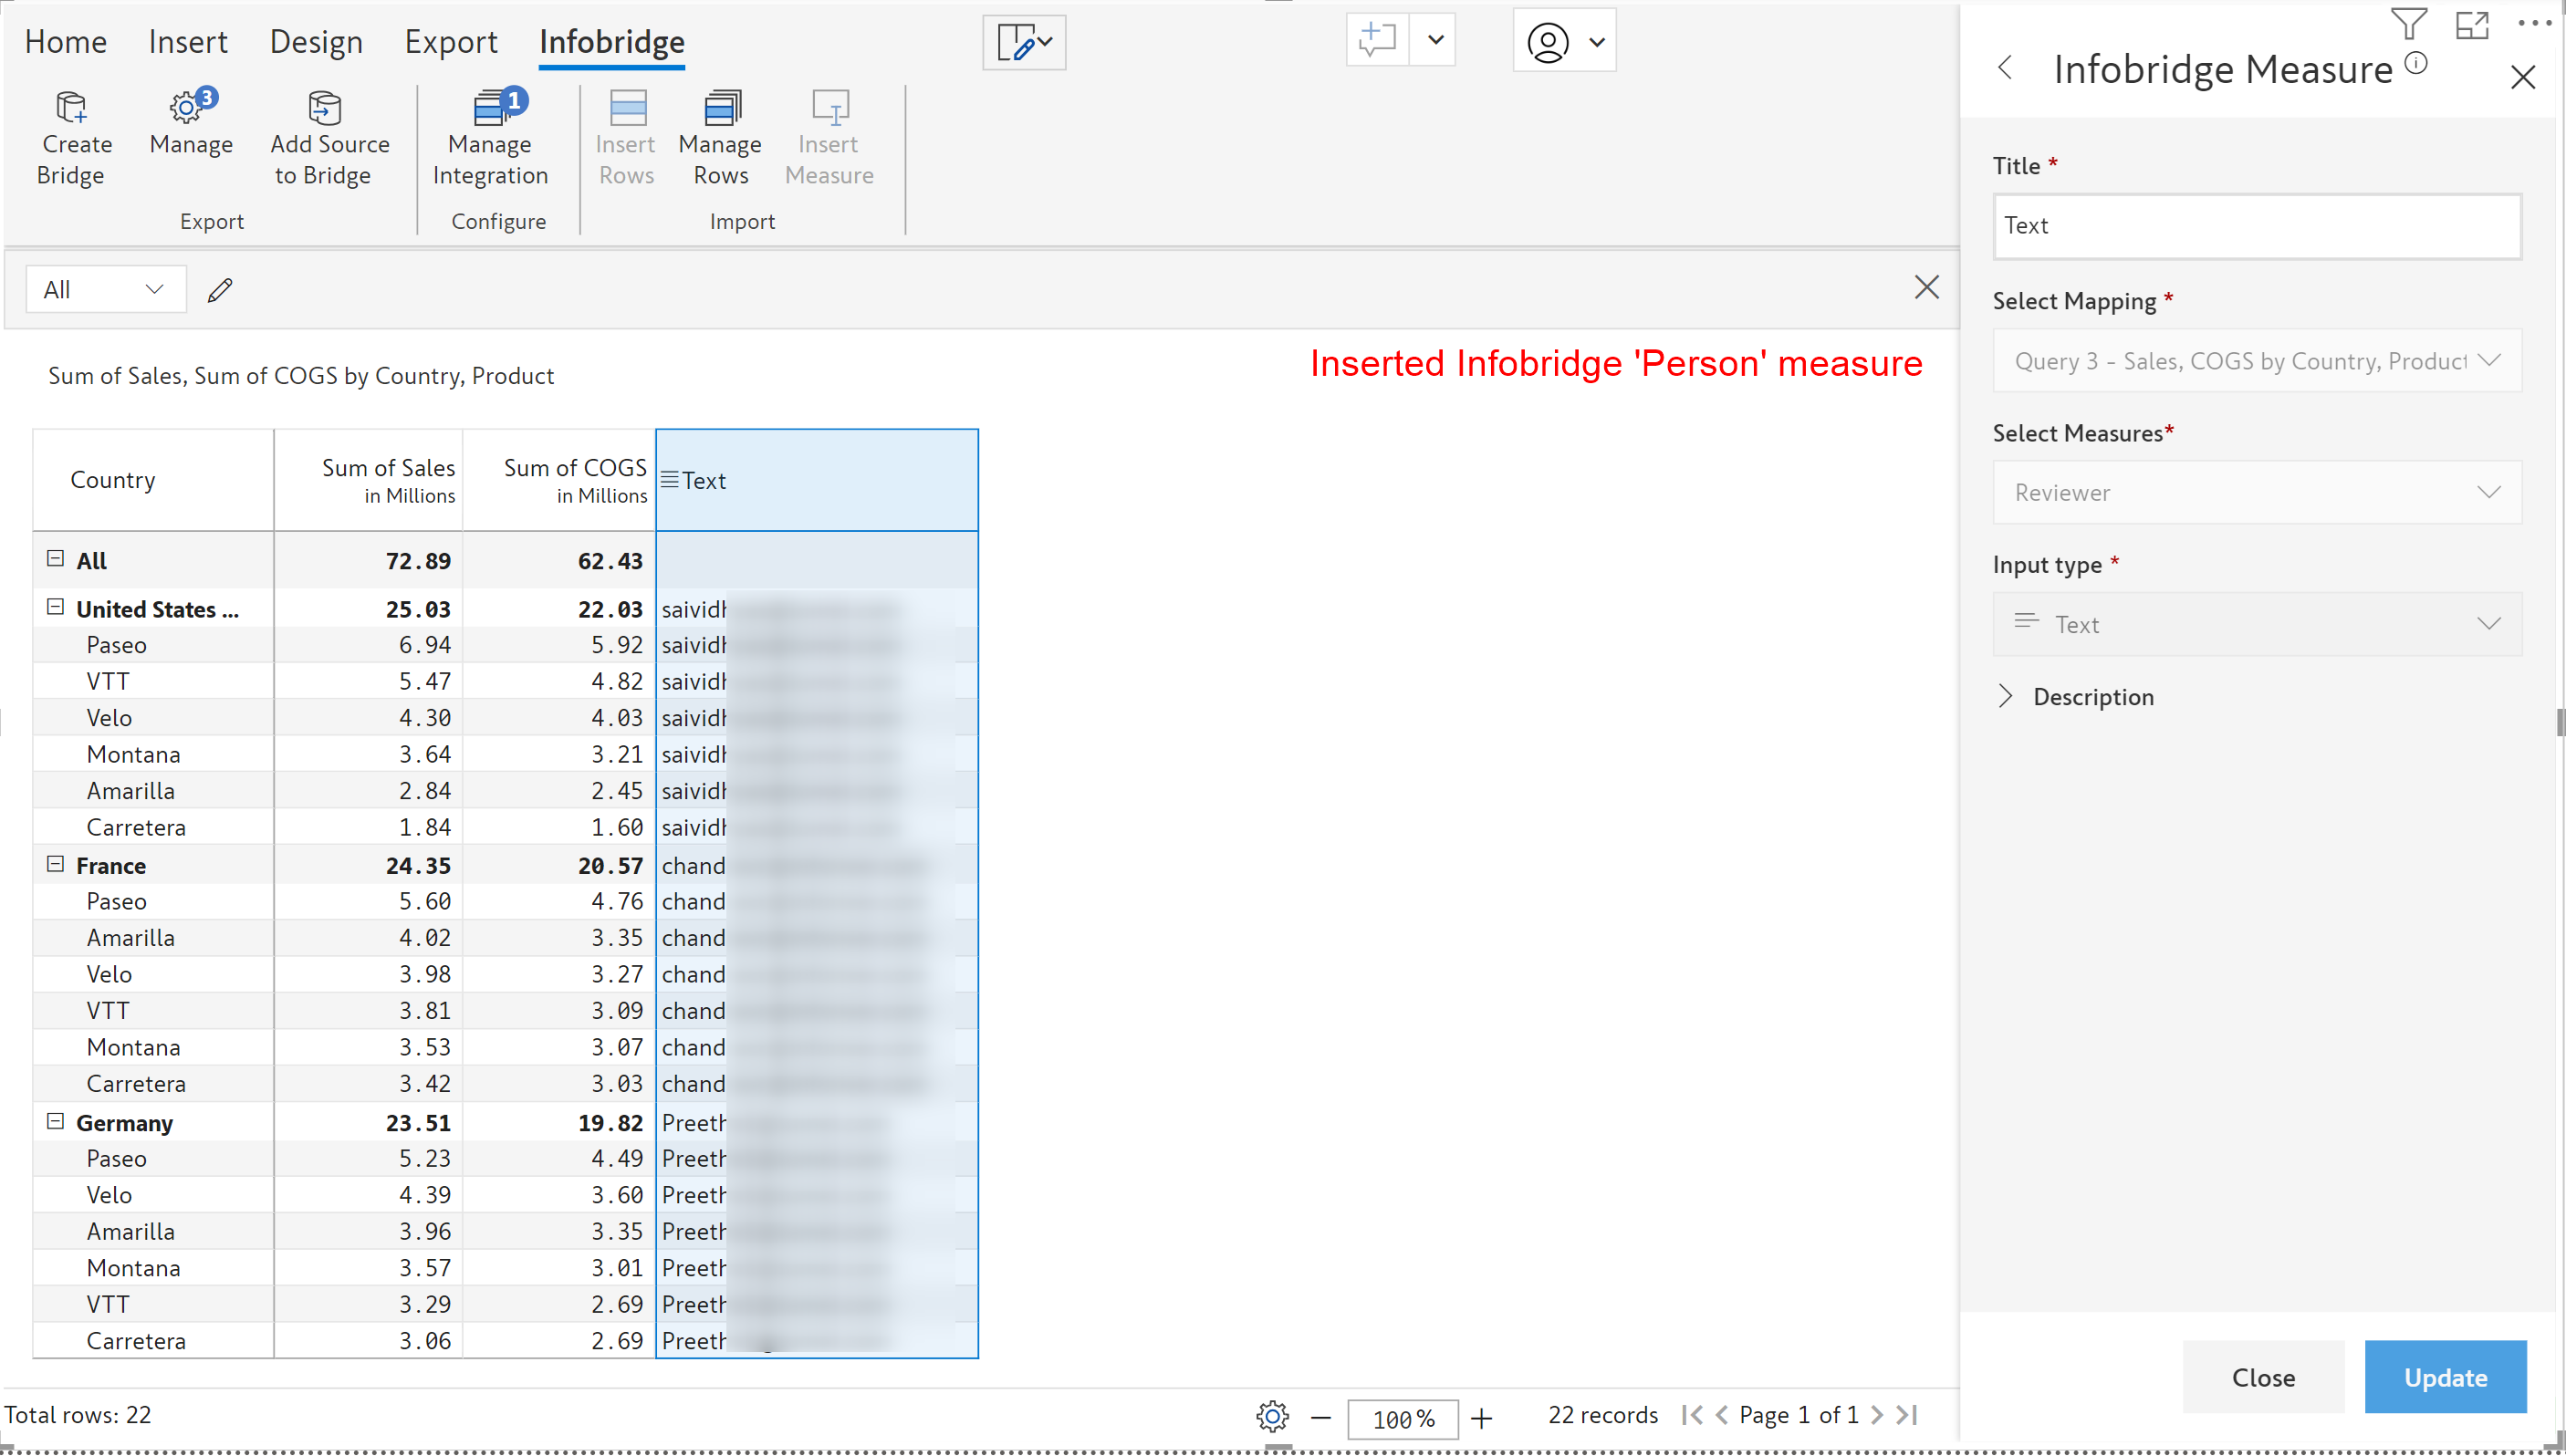 Home Insert Design Export Infobridge
Create Bridge
Manage 3
Add Source to Bridge
Export
Manage Integration 1
Configure
Insert Rows
Manage Rows
Insert Measure
Import
All
Sum of Sales, Sum of COGS by Country, Product
Inserted Infobridge 'Person' measure
Country Sum of Sales in Millions Sum of COGS in Millions Text
All 72.89 62.43
United States ... 25.03 22.03
Paseo 6.94 5.92
VTT 5.47 4.82
Velo 4.30 4.03
Montana 3.64 3.21
Amarilla 2.84 2.45
Carretera 1.84 1.60
France 24.35 20.57 chand
Paseo 5.60 4.76 chand
Amarilla 4.02 3.35 chand
Velo 3.98 3.27 chand
VTT 3.81 3.09 chand
Montana 3.53 3.07 chand
Carretera 3.42 3.03 chand
Germany 23.51 19.82 Preeth
Paseo 5.23 4.49 Preeth
Velo 4.39 3.60 Preeth
Amarilla 3.96 3.35 Preeth
Montana 3.57 3.01 Preeth
VTT 3.29 2.69 Preeth
Carretera 3.06 2.69 Preeth
Total rows: 22
100%
22 records
Page 1 of 1
Infobridge Measure
Title *
Text
Select Mapping *
Query 3 - Sales, COGS by Country, Product
Select Measures*
Reviewer
Input type *
Text
Description
Close
Update